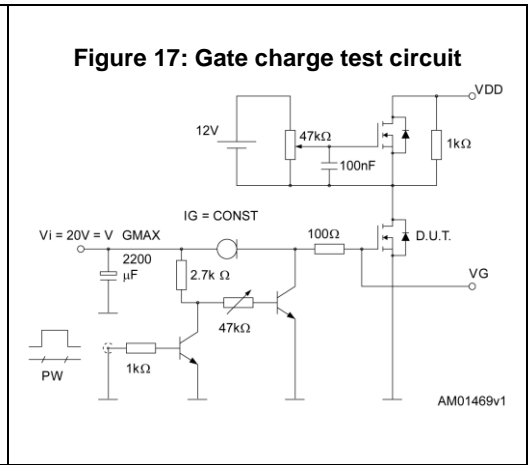 Figure 17: Gate charge test circuit
VDD
12V
47kΩ
1kΩ
100nF
IG = CONST
Vi = 20V = V GMAX
100Ω
D.U.T.
2200
μF
2.7k Ω
VG
47kΩ
1kΩ
PW
AM01469v1